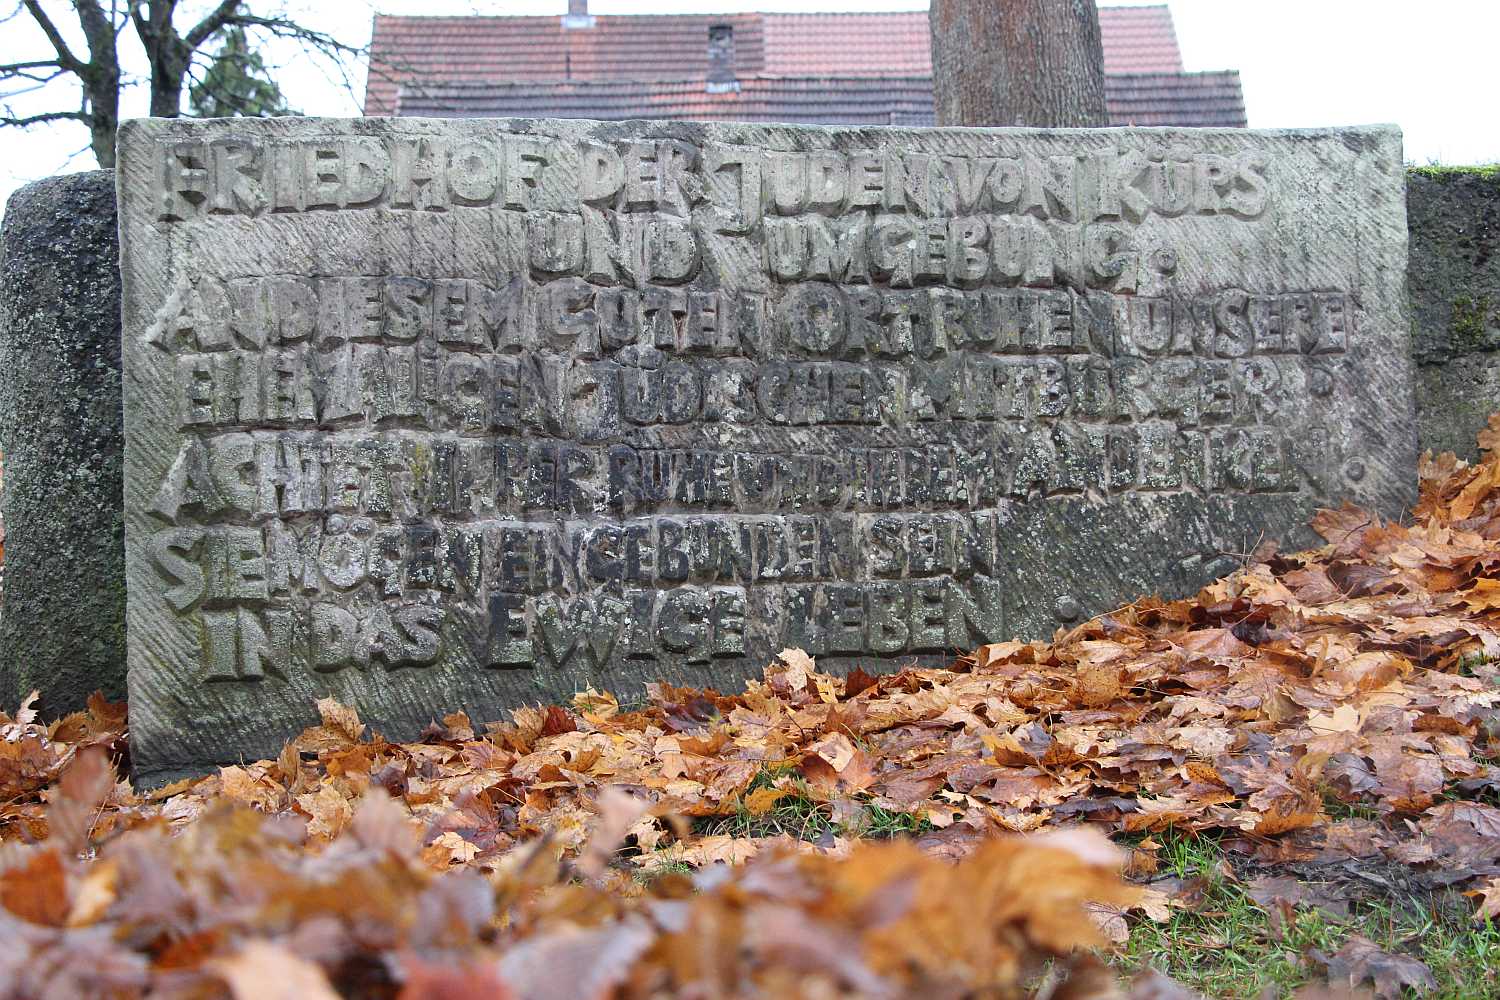 FRIEDHOF DER JUDEN VON KÜPS
UND UMGEBUNG.
AN DIESEM GUTEN ORT RUHEN UNSERE
EHEMALIGEN JÜDISCHEN MITBÜRGER.
ACHTET IHRE RUHE UND IHREM ANDENKEN.
SIE MÖGEN EINGEBUNDEN SEIN
IN DAS EWIGE LEBEN.